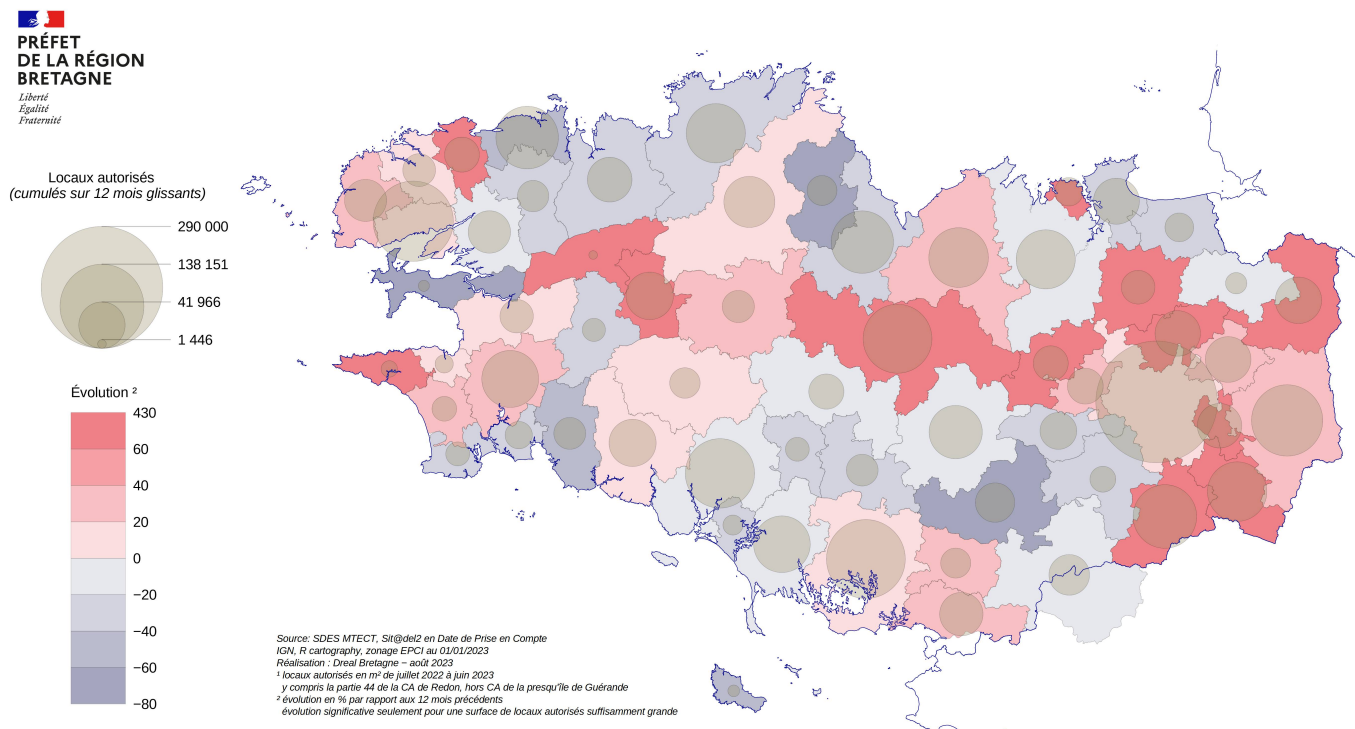 PRÉFET
DE LA RÉGION
BRETAGNE
Liberté
Égalité
Fraternité
Locaux autorisés
(cumulés sur 12 mois glissants)
290 000
138 151
41 966
1 446
Évolution ²
430
60
40
20
0
−20
−40
−60
−80
Source: SDES MTECT, Sit@del2 en Date de Prise en Compte
IGN, R cartography, zonage EPCI au 01/01/2023
Réalisation : Dreal Bretagne − août 2023
¹ locaux autorisés en m² de juillet 2022 à juin 2023
y compris la partie 44 de la CA de Redon, hors CA de la presqu'île de Guérande
² évolution en % par rapport aux 12 mois précédents
évolution significative seulement pour une surface de locaux autorisés suffisamment grande